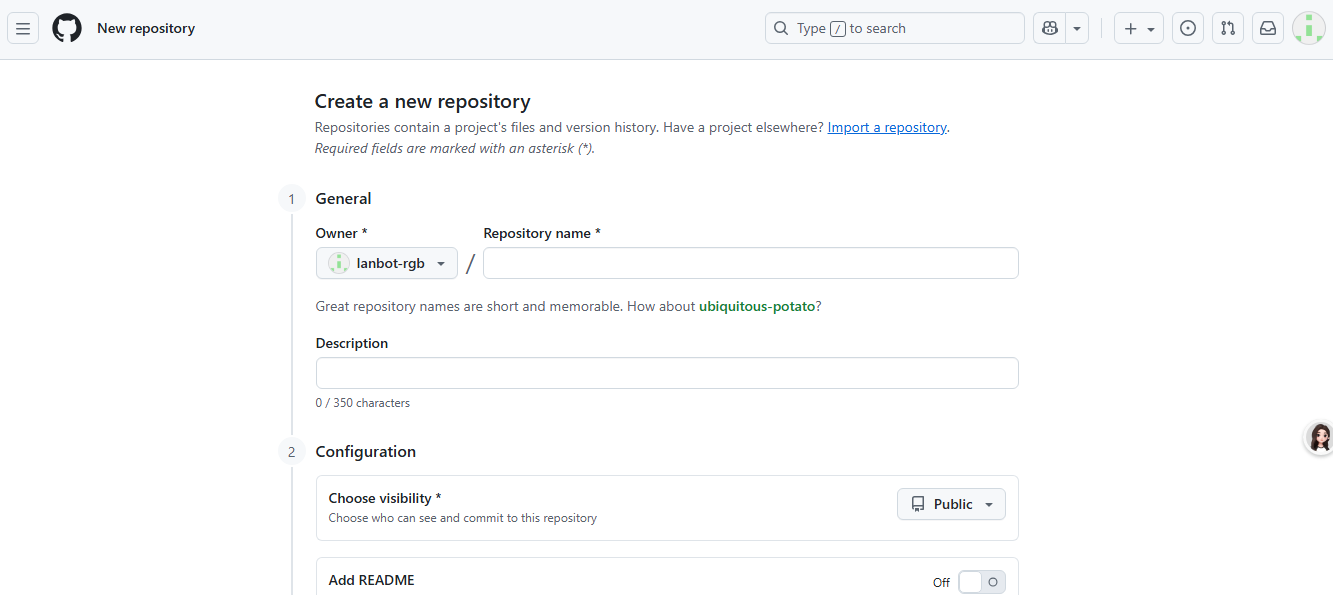 New repository
Type / to search
Create a new repository
Repositories contain a project's files and version history. Have a project elsewhere? Import a repository.
Required fields are marked with an asterisk (*).
1 General
Owner * Repository name *
lanbot-rgb /
Great repository names are short and memorable. How about ubiquitous-potato?
Description
0 / 350 characters
2 Configuration
Choose visibility * Public
Choose who can see and commit to this repository
Add README Off